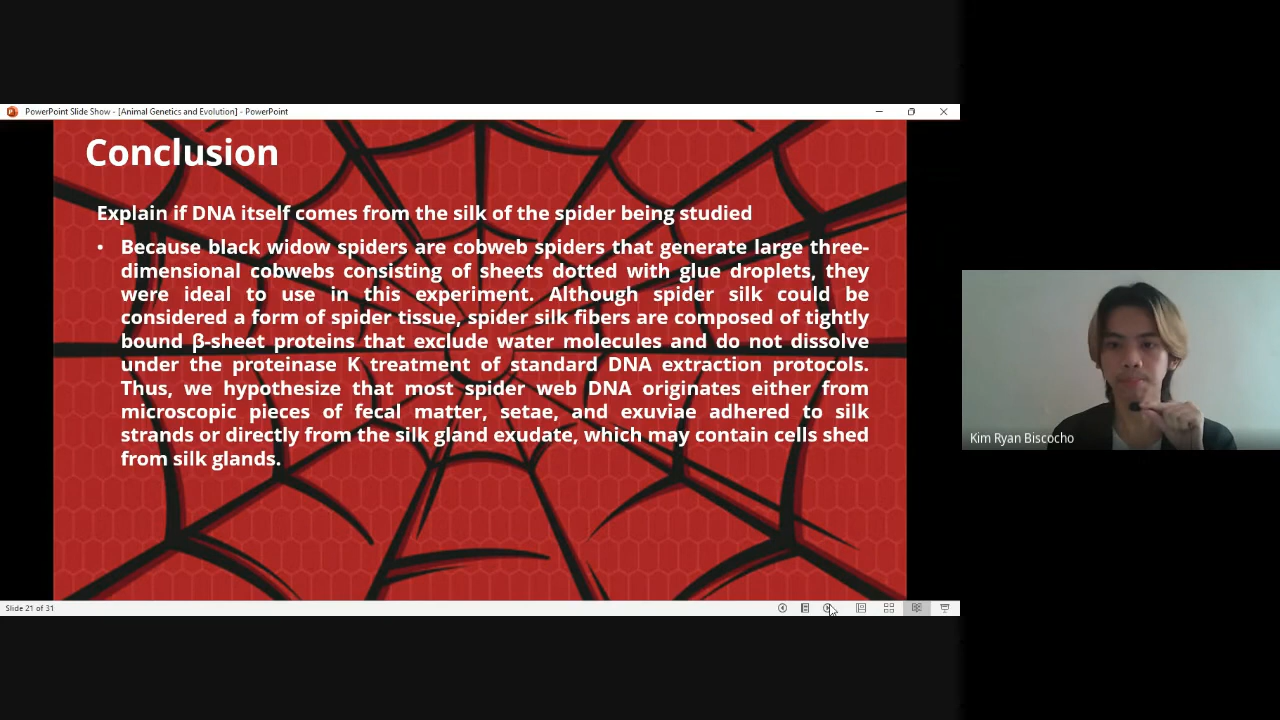 PowerPoint Slide Show - [Animal Genetics and Evolution] - PowerPoint
Conclusion
Explain if DNA itself comes from the silk of the spider being studied
• Because black widow spiders are cobweb spiders that generate large three-
dimensional cobwebs consisting of sheets dotted with glue droplets, they
were ideal to use in this experiment. Although spider silk could be
considered a form of spider tissue, spider silk fibers are composed of tightly
bound β-sheet proteins that exclude water molecules and do not dissolve
under the proteinase K treatment of standard DNA extraction protocols.
Thus, we hypothesize that most spider web DNA originates either from
microscopic pieces of fecal matter, setae, and exuviae adhered to silk
strands or directly from the silk gland exudate, which may contain cells shed
from silk glands.
Kim Ryan Biscocho
Slide 21 of 31